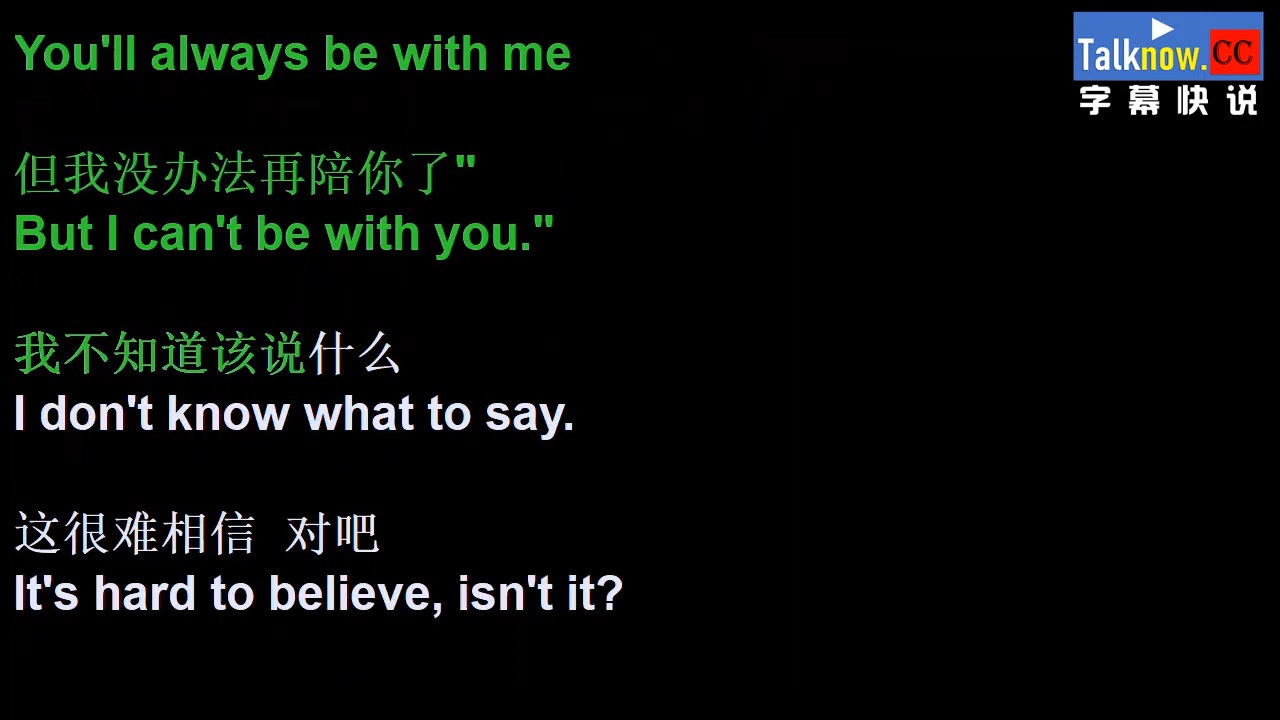 You'll always be with me
Talknow.CC
字幕快说
但我没办法再陪你了"
But I can't be with you."
我不知道该说什么
I don't know what to say.
这很难相信 对吧
It's hard to believe, isn't it?